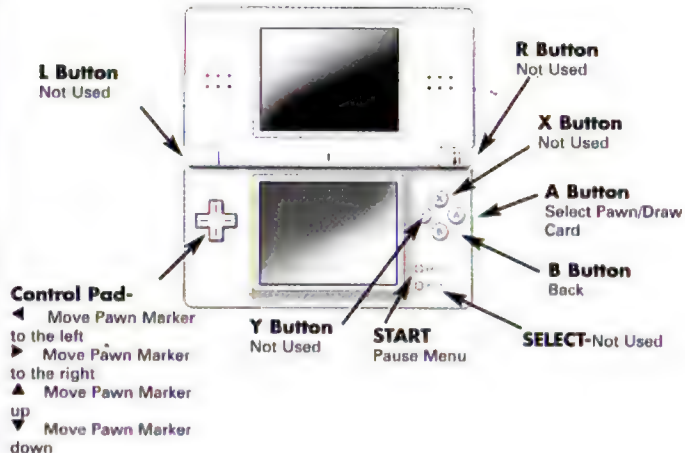 L Button
Not Used
R Button
Not Used
X Button
Not Used
A Button
Select Pawn/Draw
Card
B Button
Back
SELECT-Not Used
START
Pause Menu
Y Button
Not Used
Control Pad-
◀ Move Pawn Marker
to the left
▶ Move Pawn Marker
to the right
▲ Move Pawn Marker
up
▼ Move Pawn Marker
down
X
A
B